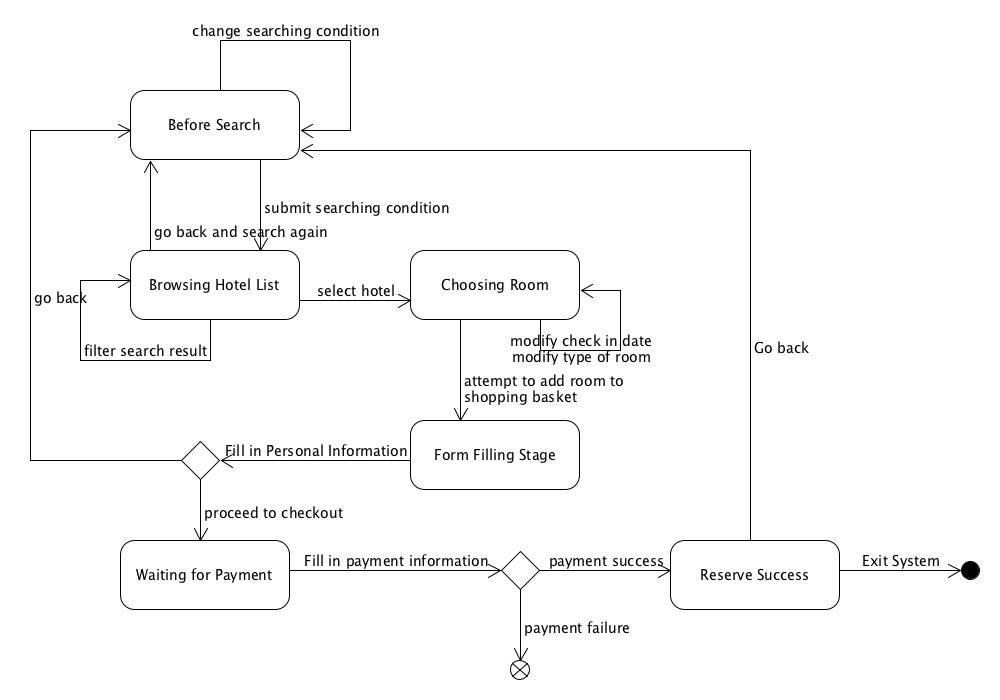 change searching condition
Before Search
submit searching condition
go back and search again
Browsing Hotel List
select hotel
Choosing Room
go back
filter search result
modify check in date
modify type of room
Go back
attempt to add room to
shopping basket
Fill in Personal Information
Form Filling Stage
proceed to checkout
Waiting for Payment
Fill in payment information
payment success
Reserve Success
Exit System
payment failure